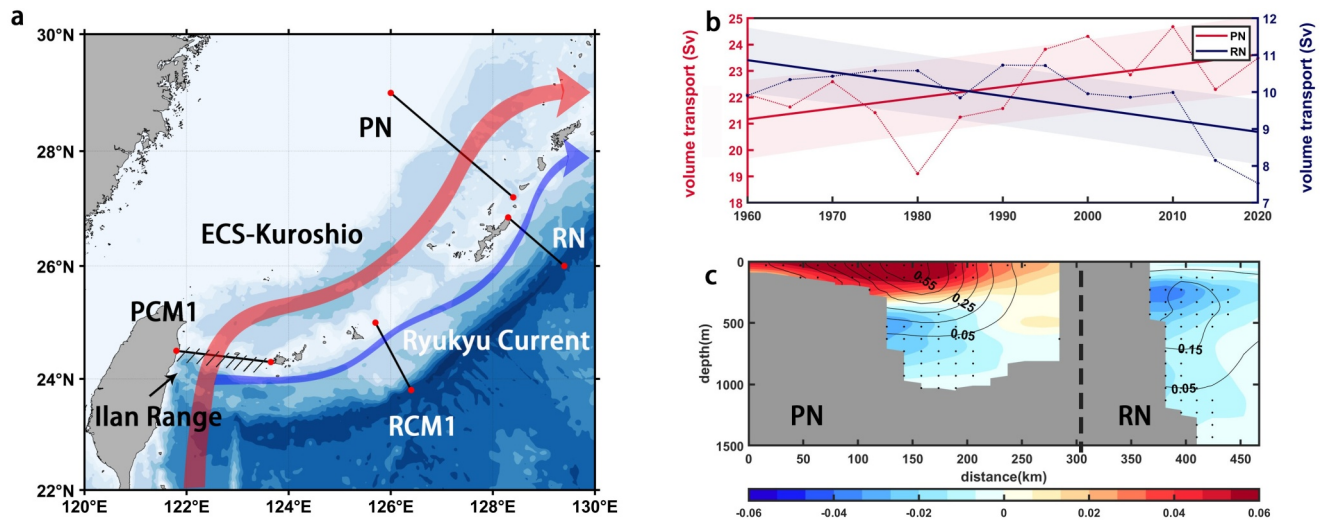 a
30°N
28°N
26°N
24°N
22°N
120°E
122°E
124°E
126°E
128°E
130°E
PN
ECS-Kuroshio
RN
PCM1
Ryukyu Current
Ilan Range
RCM1
b
volume transport (Sv)
25
24
23
22
21
20
19
18
1960
1970
1980
1990
2000
2010
2020
PN
RN
12
11
10
9
8
7
volume transport (Sv)
c
depth(m)
0
500
1000
1500
0.55
0.25
0.05
0.15
0.05
PN
RN
0
50
100
150
200
250
300
350
400
450
distance(km)
-0.06
-0.04
-0.02
0
0.02
0.04
0.06